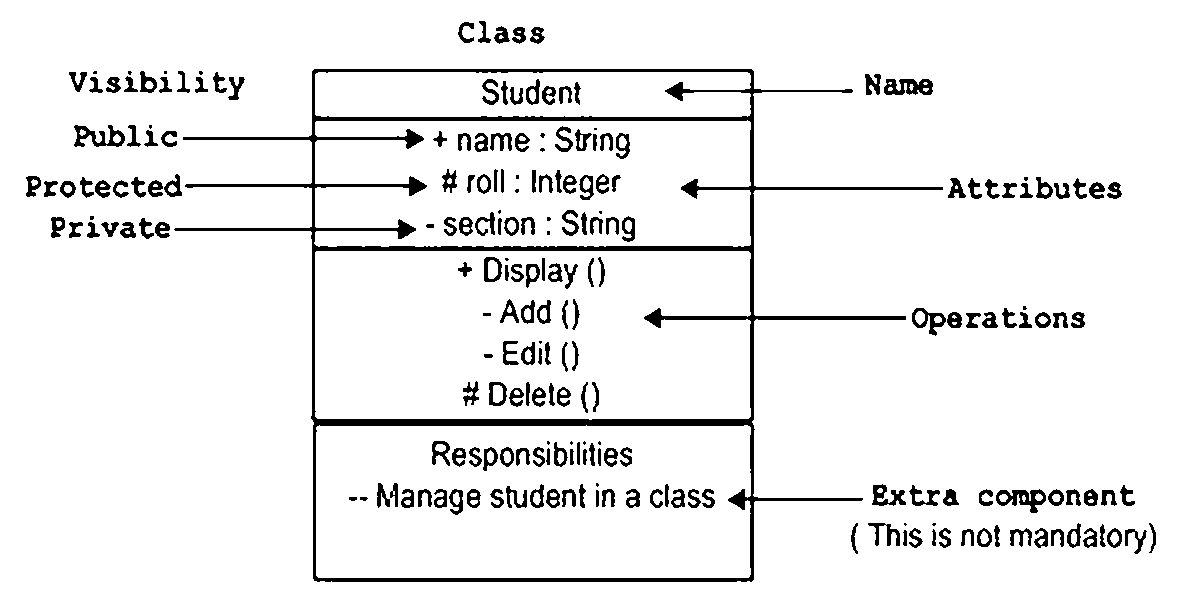 Class
Visibility
Student
Name
Public
+ name : String
Protected
# roll : Integer
Attributes
Private
- section : String
+ Display ()
- Add ()
Operations
- Edit ()
# Delete ()
Responsibilities
-- Manage student in a class
Extra component
( This is not mandatory)